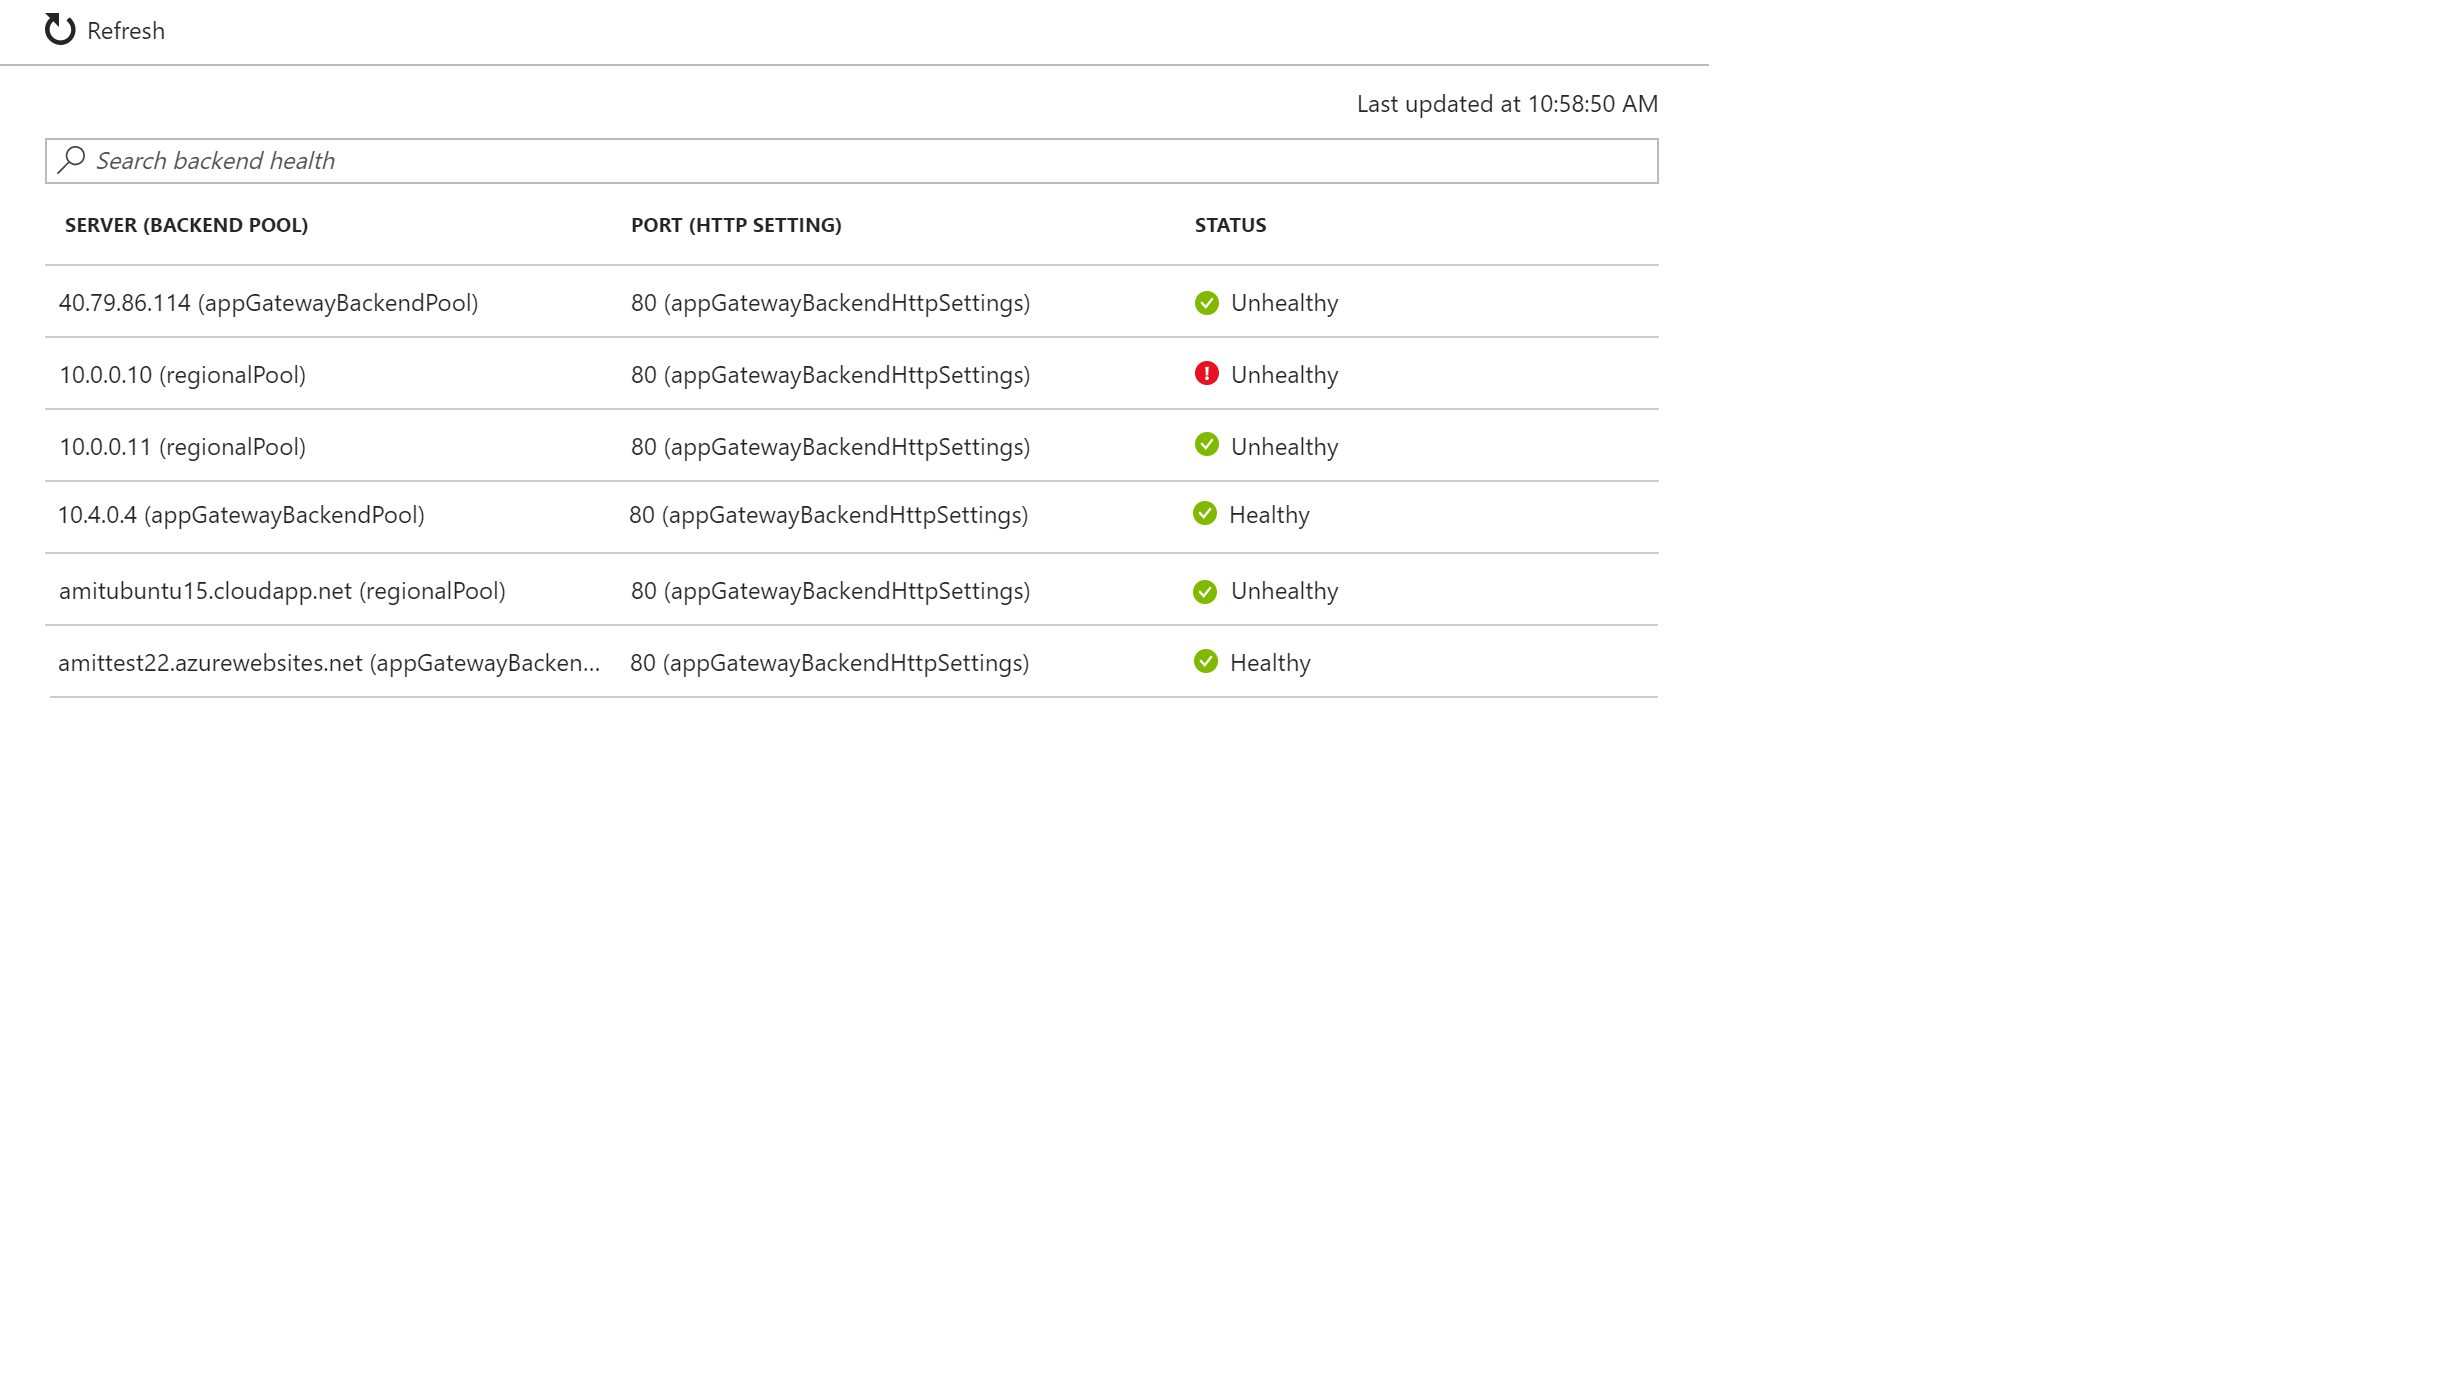 Refresh
Last updated at 10:58:50 AM
Search backend health
SERVER (BACKEND POOL) PORT (HTTP SETTING) STATUS
40.79.86.114 (appGatewayBackendPool) 80 (appGatewayBackendHttpSettings) Unhealthy
10.0.0.10 (regionalPool) 80 (appGatewayBackendHttpSettings) Unhealthy
10.0.0.11 (regionalPool) 80 (appGatewayBackendHttpSettings) Unhealthy
10.4.0.4 (appGatewayBackendPool) 80 (appGatewayBackendHttpSettings) Healthy
amitubuntu15.cloudapp.net (regionalPool) 80 (appGatewayBackendHttpSettings) Unhealthy
amittest22.azurewebsites.net (appGatewayBacken... 80 (appGatewayBackendHttpSettings) Healthy